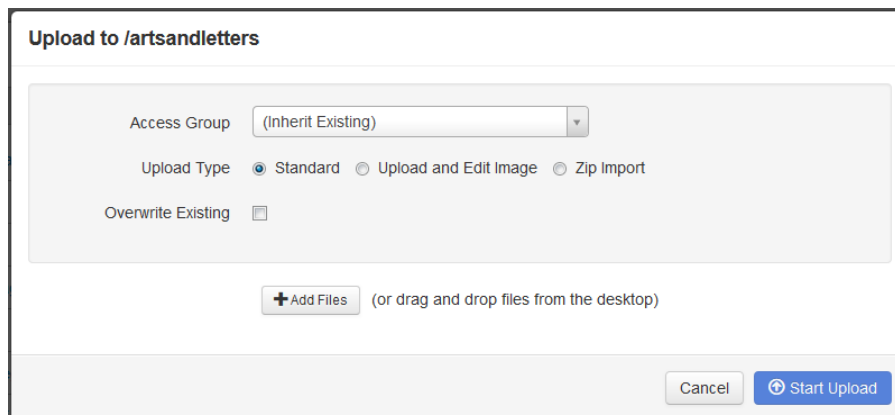 Upload to /artsandletters
Access Group (Inherit Existing)
Upload Type Standard Upload and Edit Image Zip Import
Overwrite Existing
Add Files (or drag and drop files from the desktop)
Cancel Start Upload